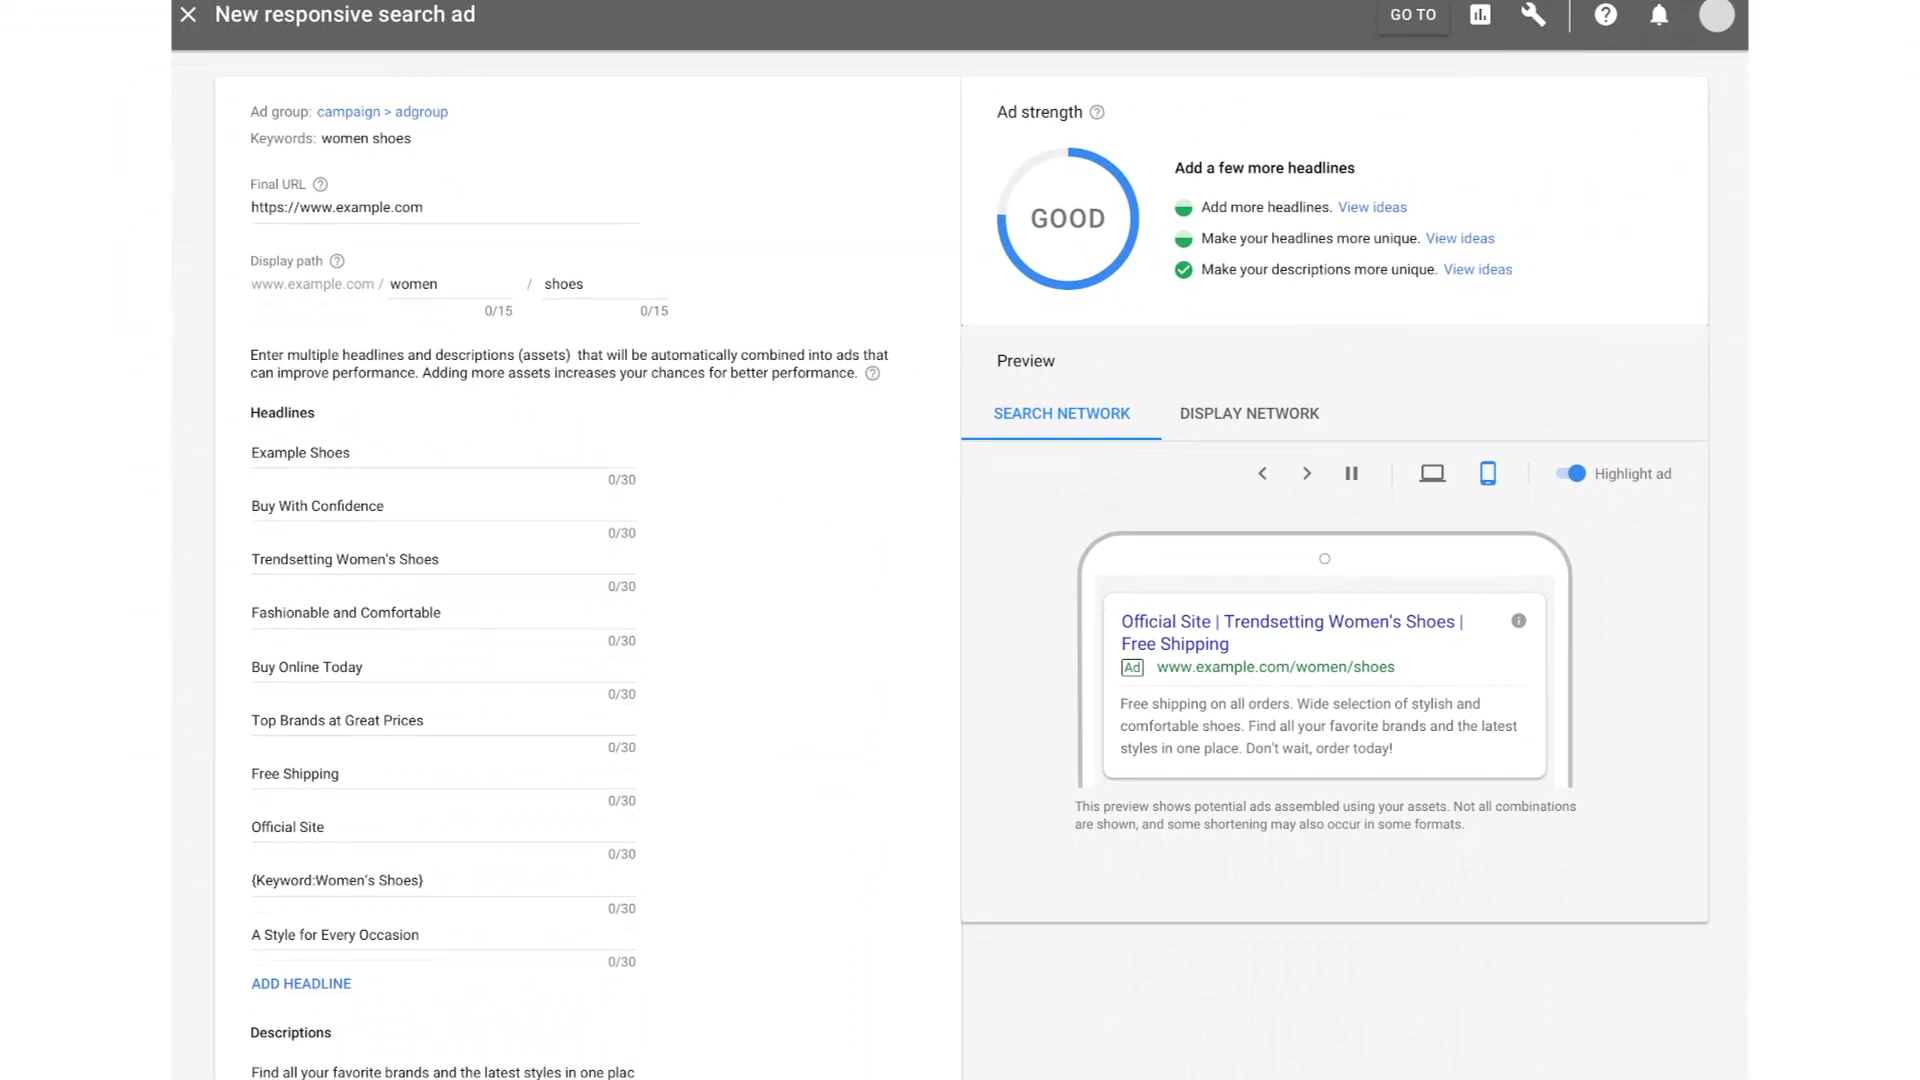 New responsive search ad
GO TO
Ad group: campaign > adgroup
Keywords: women shoes
Final URL
https://www.example.com
Display path
www.example.com / women / shoes
0/15 0/15
Enter multiple headlines and descriptions (assets) that will be automatically combined into ads that
can improve performance. Adding more assets increases your chances for better performance.
Headlines
Example Shoes
0/30
Buy With Confidence
0/30
Trendsetting Women's Shoes
0/30
Fashionable and Comfortable
0/30
Buy Online Today
0/30
Top Brands at Great Prices
0/30
Free Shipping
0/30
Official Site
0/30
{Keyword:Women's Shoes}
0/30
A Style for Every Occasion
0/30
ADD HEADLINE
Descriptions
Find all your favorite brands and the latest styles in one plac
Ad strength
GOOD
Add a few more headlines
Add more headlines. View ideas
Make your headlines more unique. View ideas
Make your descriptions more unique. View ideas
Preview
SEARCH NETWORK DISPLAY NETWORK
Highlight ad
Official Site | Trendsetting Women's Shoes |
Free Shipping
Ad www.example.com/women/shoes
Free shipping on all orders. Wide selection of stylish and
comfortable shoes. Find all your favorite brands and the latest
styles in one place. Don't wait, order today!
This preview shows potential ads assembled using your assets. Not all combinations
are shown, and some shortening may also occur in some formats.